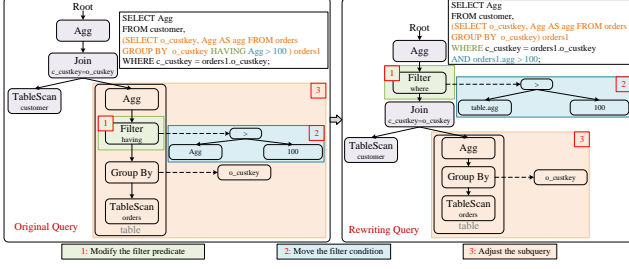 Root
Agg
Join
c_custkey=o_cuskey
TableScan
customer
SELECT Agg
FROM customer,
(SELECT o_custkey, Agg AS agg FROM orders
GROUP BY o_custkey HAVING Agg > 100 ) orders1
WHERE c_custkey = orders1.o_custkey;
3
Agg
1
Filter
having
>
2
Agg
100
Group By
o_custkey
TableScan
orders
table
Original Query
Root
Agg
1
Filter
where
Join
c_custkey=o_cuskey
TableScan
customer
SELECT Agg
FROM customer,
(SELECT o_custkey, Agg AS agg FROM orders
GROUP BY o_custkey) orders1
WHERE c_custkey = orders1.o_custkey
AND orders1.agg > 100;
>
2
table.agg
100
3
Agg
Group By
o_custkey
TableScan
orders
table
Rewriting Query
1: Modify the filter predicate
2: Move the filter condition
3: Adjust the subquery